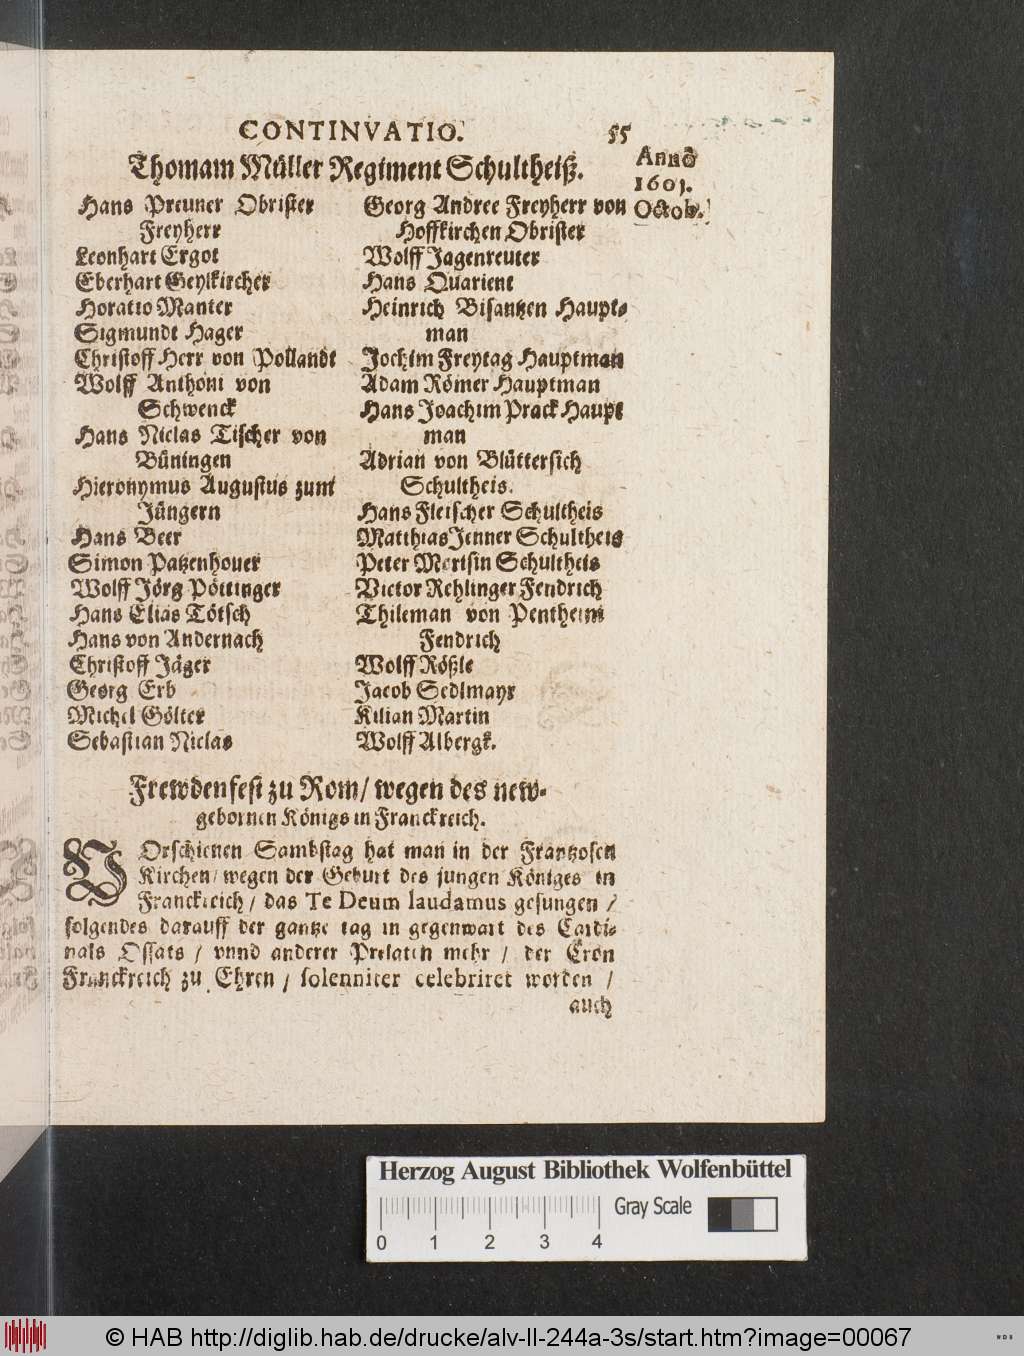 CONTINVATIO. 85
Anno
1601.
Octob.
Thomam Müller Regiment Schultheiß.
Hans Preuner Obrister
Freyherr
Leonhart Ergot
Eberhart Geylkircher
Horatio Manter
Sigmundt Hager
Christoff Herr von Pollandt
Wolff Anthoni von
Schwenck
Hans Niclas Tischer von
Büningen
Hieronymus Augustus zum
Jüngern
Hans Beer
Simon Patzenhouer
Wolff Jörg Pöttinger
Hans Elias Tötsch
Hans von Andernach
Christoff Jäger
Georg Erb
Michel Gölter
Sebastian Niclas
Georg Andree Freyherr von
Hoffkirchen Obrister
Wolff Jagenreuter
Hans Quarient
Heinrich Bisantzen Haupt-
man
Jochim Freytag Hauptman
Adam Römer Hauptman
Hans Joachim Prack Haupt
man
Adrian von Blüttersich
Schultheis.
Hans Fleischer Schultheis
Matthias Jenner Schultheis
Peter Merisin Schultheis
Victor Rehlinger Fendrich
Thileman von Pentheim
Fendrich
Wolff Rößle
Jacob Sedlmayr
Kilian Martin
Wolff Albergk.
Frewdenfest zu Rom/ wegen des new-
gebornen Königs in Franckreich.
VOrschienen Sambstag hat man in der Frantzosen
Kirchen/ wegen der Geburt des jungen Königes in
Franckreich / das Te Deum laudamus gesungen /
folgendes darauff der gantze tag in gegenwart des Cardi-
nals Ossats / vnnd anderer Prelaten mehr / der Cron
Franckreich zu Ehren / solenniter celebriret worden /
auch
Herzog August Bibliothek Wolfenbüttel
Gray Scale
0 1 2 3 4
© HAB http://diglib.hab.de/drucke/alv-ll-244a-3s/start.htm?image=00067